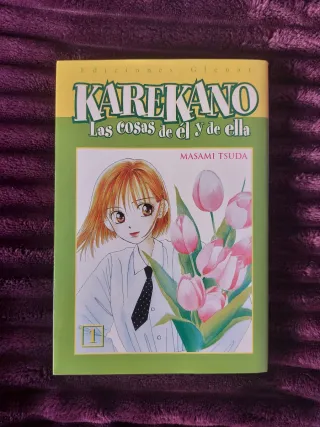 Ediciones Glénat
KAREKANO
Las cosas de él y de ella
MASAMI TSUDA
1